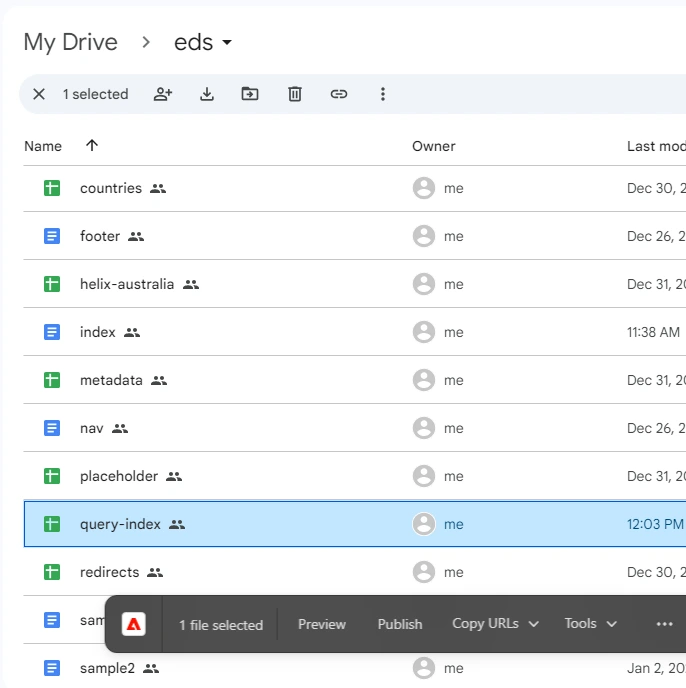 My Drive > eds
1 selected
Name Owner Last mod
countries me Dec 30, 2
footer me Dec 26, 2
helix-australia me Dec 31, 20
index me 11:38 AM
metadata me Dec 31, 20
nav me Dec 26, 2
placeholder me Dec 31, 20
query-index me 12:03 PM
redirects me Dec 30, 2
sam
1 file selected Preview Publish Copy URLs Tools
sample2 me Jan 2, 20